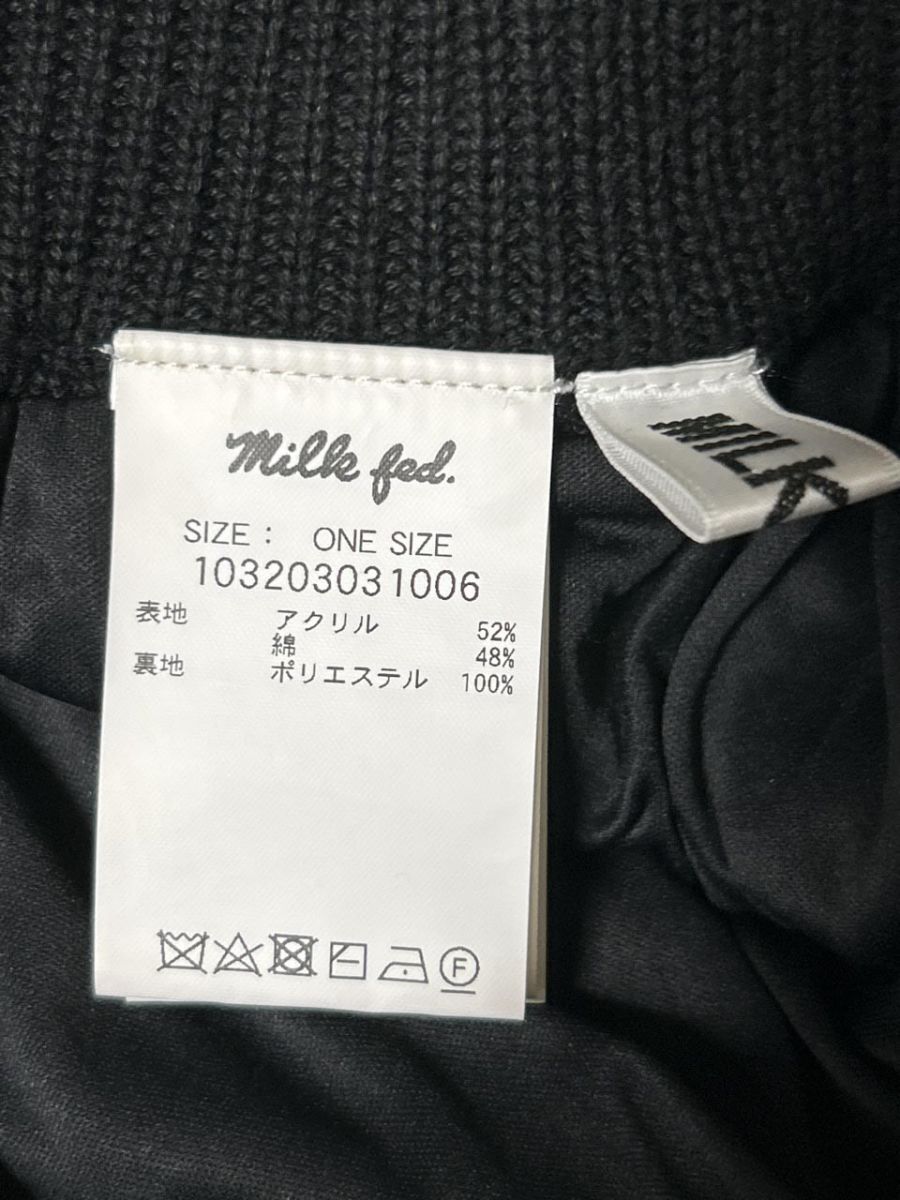 Milk fed.
SIZE : ONE SIZE
103203031006
表地 アクリル 52%
綿 48%
裏地 ポリエステル 100%
F
MILK